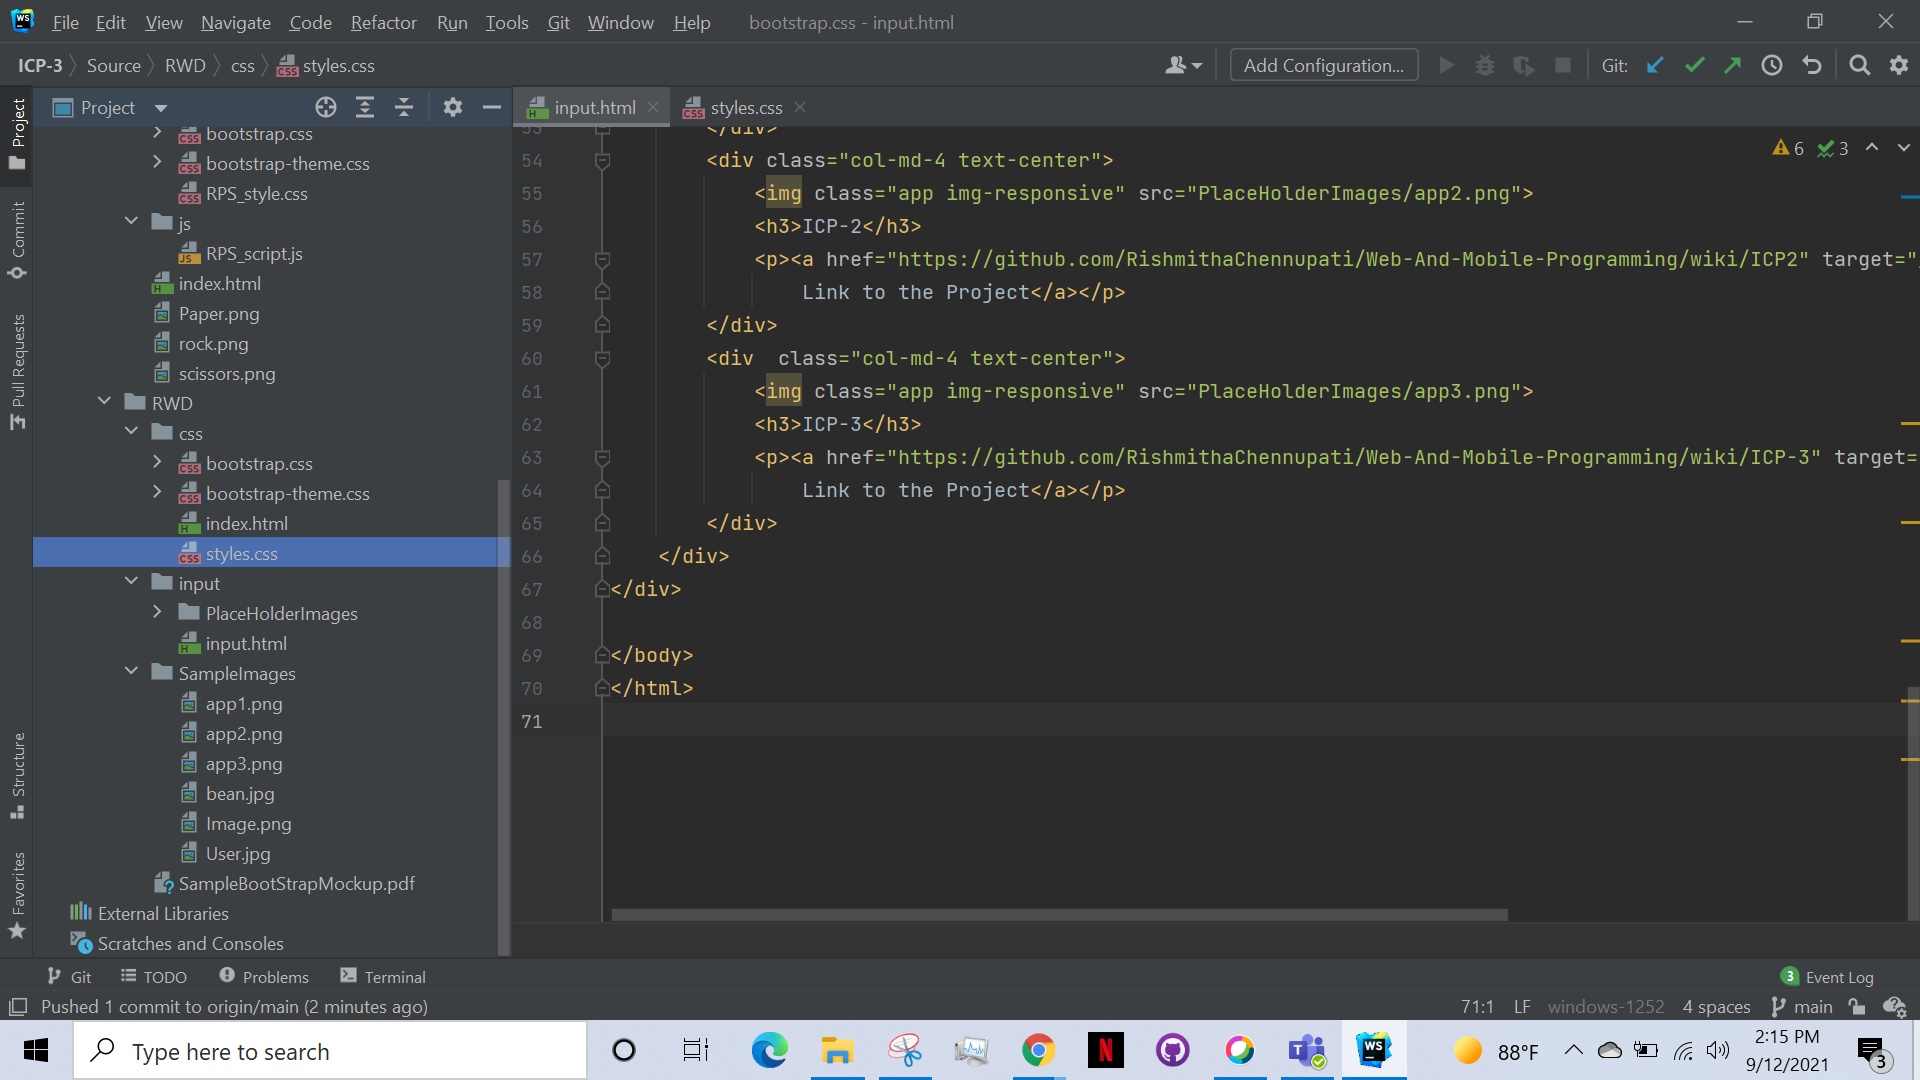 File Edit View Navigate Code Refactor Run Tools Git Window Help bootstrap.css - input.html
ICP-3 Source RWD css styles.css Add Configuration... Git:
Project input.html styles.css
bootstrap.css
bootstrap-theme.css
RPS_style.css
js
RPS_script.js
index.html
Paper.png
rock.png
scissors.png
RWD
css
bootstrap.css
bootstrap-theme.css
index.html
styles.css
input
PlaceHolderImages
input.html
SampleImages
app1.png
app2.png
app3.png
bean.jpg
Image.png
User.jpg
SampleBootStrapMockup.pdf
External Libraries
Scratches and Consoles
Project
Commit
Pull Requests
Structure
Favorites
6 3
53 </div>
54 <div class="col-md-4 text-center">
55 <img class="app img-responsive" src="PlaceHolderImages/app2.png">
56 <h3>ICP-2</h3>
57 <p><a href="https://github.com/RishmithaChennupati/Web-And-Mobile-Programming/wiki/ICP2" target="
58 Link to the Project</a></p>
59 </div>
60 <div  class="col-md-4 text-center">
61 <img class="app img-responsive" src="PlaceHolderImages/app3.png">
62 <h3>ICP-3</h3>
63 <p><a href="https://github.com/RishmithaChennupati/Web-And-Mobile-Programming/wiki/ICP-3" target=
64 Link to the Project</a></p>
65 </div>
66 </div>
67 </div>
68
69 </body>
70 </html>
71
Git TODO Problems Terminal 3 Event Log
Pushed 1 commit to origin/main (2 minutes ago) 71:1 LF windows-1252 4 spaces main
Type here to search 88°F 2:15 PM
9/12/2021 3